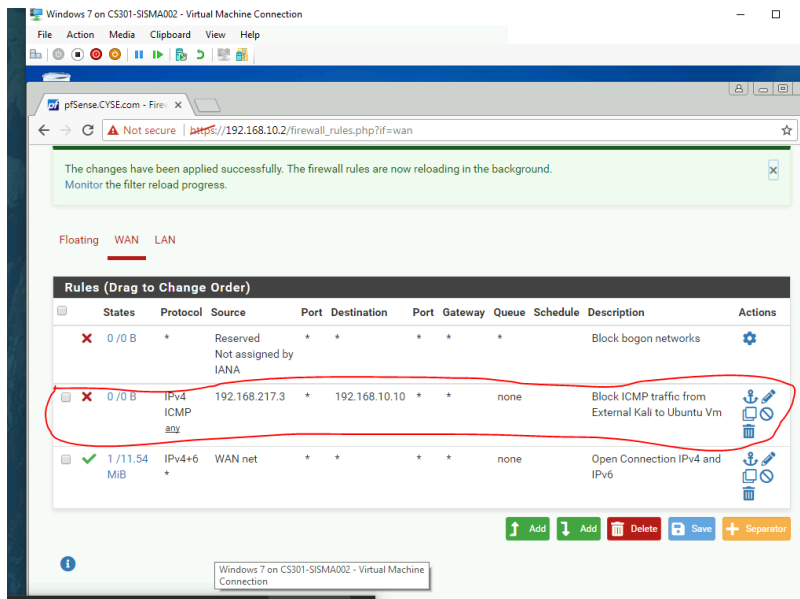 Windows 7 on CS301-SISMA002 - Virtual Machine Connection
File Action Media Clipboard View Help
pf pfSense.CYSE.com - Fire
Not secure | https://192.168.10.2/firewall_rules.php?if=wan
The changes have been applied successfully. The firewall rules are now reloading in the background.
Monitor the filter reload progress.
Floating WAN LAN
Rules (Drag to Change Order)
States Protocol Source Port Destination Port Gateway Queue Schedule Description Actions
0 /0 B * Reserved * * * * * Block bogon networks
Not assigned by
IANA
0 /0 B IPv4 192.168.217.3 * 192.168.10.10 * * none Block ICMP traffic from
ICMP External Kali to Ubuntu Vm
any
1 /11.54 IPv4+6 WAN net * * * * none Open Connection IPv4 and
MiB * IPv6
Add Add Delete Save Separator
Windows 7 on CS301-SISMA002 - Virtual Machine
Connection